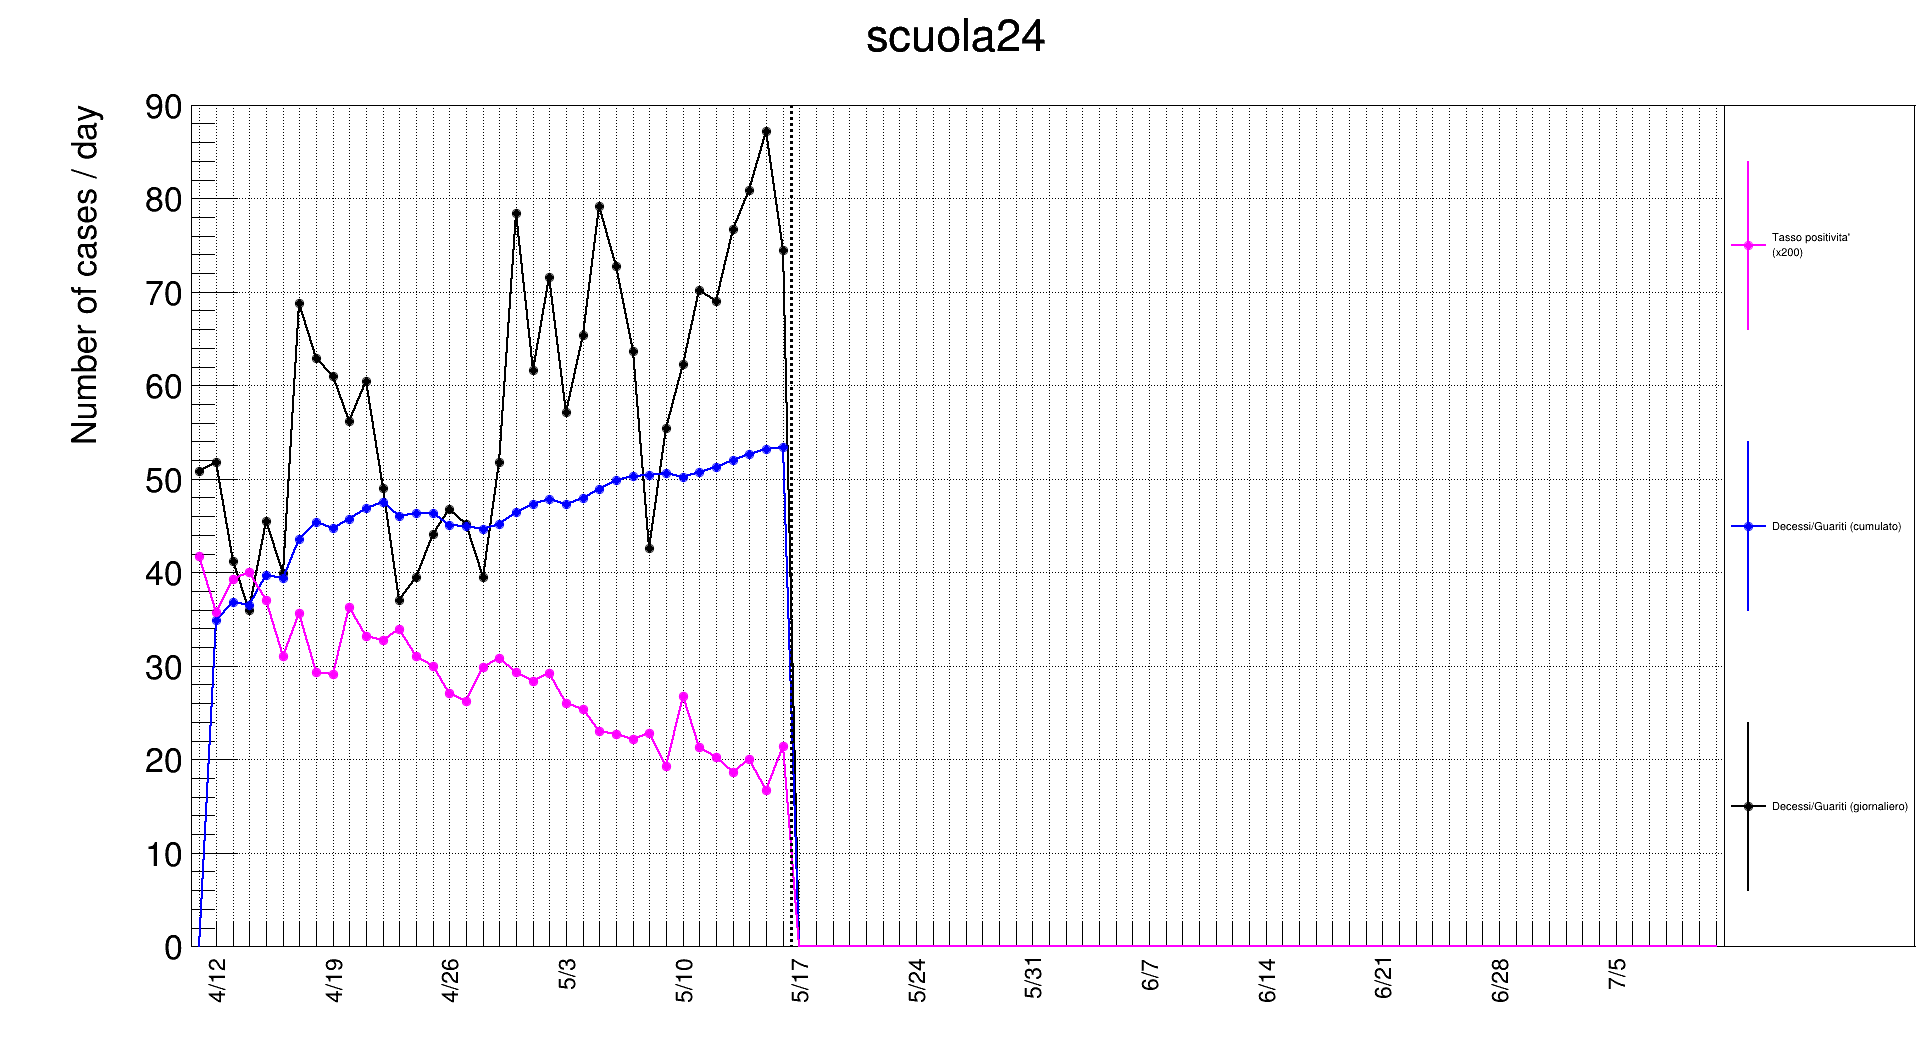 scuola24
Number of cases / day
90
80
70
60
50
40
30
20
10
0
4/12 4/19 4/26 5/3 5/10 5/17 5/24 5/31 6/7 6/14 6/21 6/28 7/5
Tasso positivita'
(x200)
Decessi/Guariti (cumulato)
Decessi/Guariti (giornaliero)